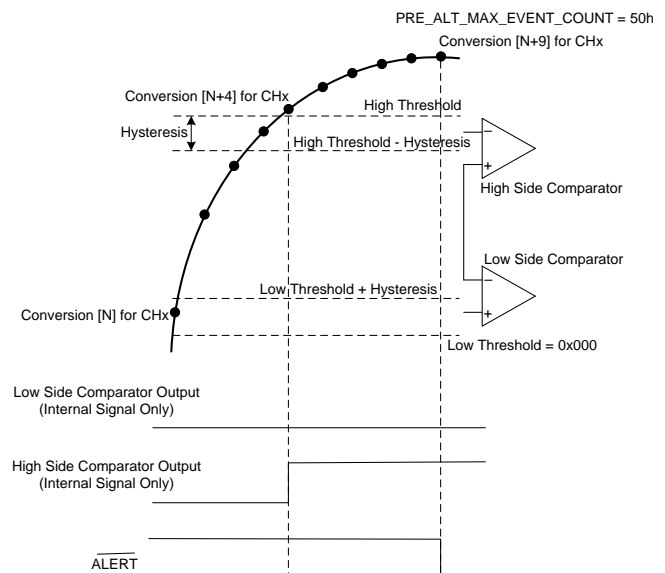 PRE_ALT_MAX_EVENT_COUNT = 50h
Conversion [N+9] for CHx
Conversion [N+4] for CHx
High Threshold
Hysteresis
High Threshold - Hysteresis
−
+
High Side Comparator
Low Side Comparator
Low Threshold + Hysteresis
−
+
Conversion [N] for CHx
Low Threshold = 0x000
Low Side Comparator Output
(Internal Signal Only)
High Side Comparator Output
(Internal Signal Only)
ALERT